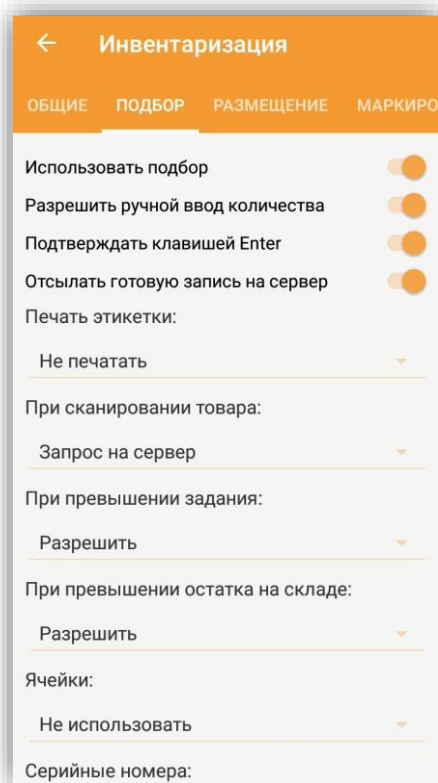 Инвентаризация
ОБЩИЕ ПОДБОР РАЗМЕЩЕНИЕ МАРКИРО
Использовать подбор
Разрешить ручной ввод количества
Подтверждать клавишей Enter
Отсылать готовую запись на сервер
Печать этикетки:
Не печатать
При сканировании товара:
Запрос на сервер
При превышении задания:
Разрешить
При превышении остатка на складе:
Разрешить
Ячейки:
Не использовать
Серийные номера: